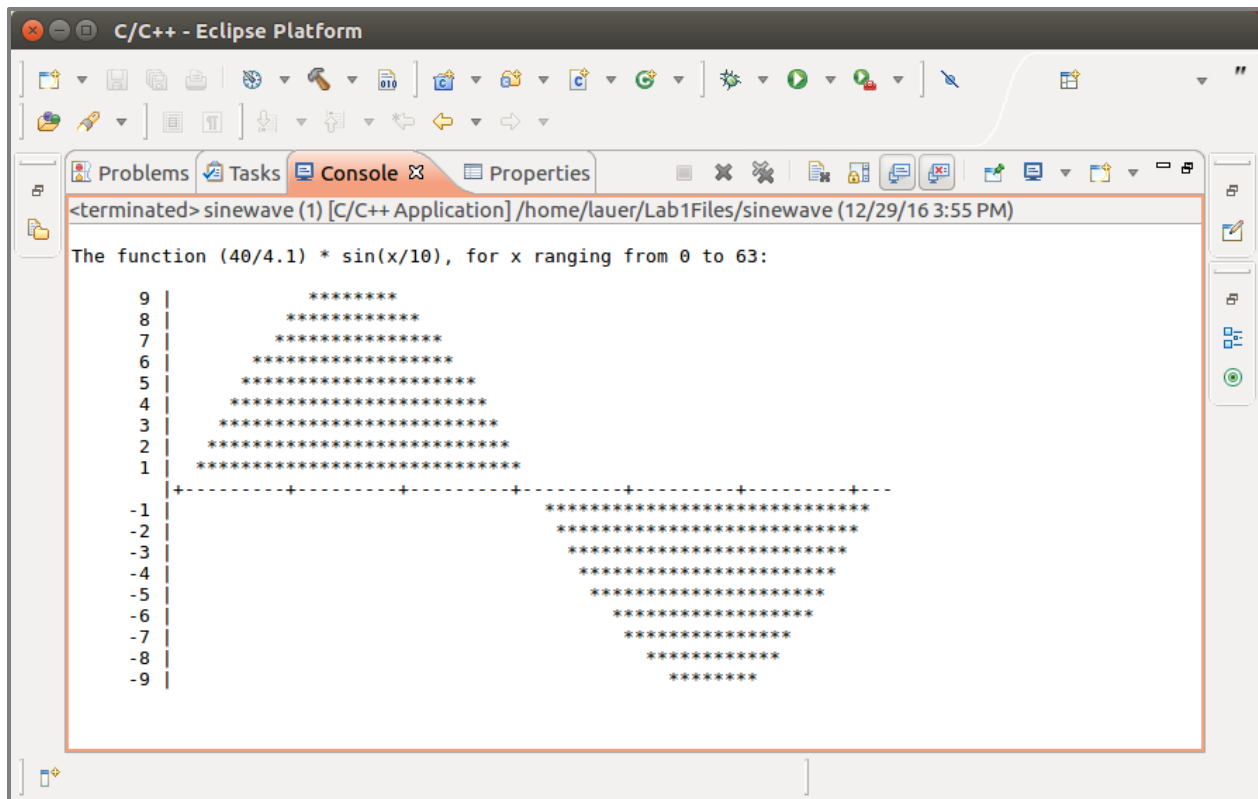 C/C++ - Eclipse Platform
Problems Tasks Console Properties
<terminated> sinewave (1) [C/C++ Application] /home/lauer/Lab1Files/sinewave (12/29/16 3:55 PM)
The function (40/4.1) * sin(x/10), for x ranging from 0 to 63:
      9 |            ********
      8 |          ************
      7 |         ***************
      6 |       ******************
      5 |      *********************
      4 |     ***********************
      3 |    *************************
      2 |   ***************************
      1 |  *****************************
        |+---------+---------+---------+---------+---------+---------+---
     -1 |                                 *****************************
     -2 |                                  ***************************
     -3 |                                   *************************
     -4 |                                    ***********************
     -5 |                                     *********************
     -6 |                                       ******************
     -7 |                                        ***************
     -8 |                                          ************
     -9 |                                            ********